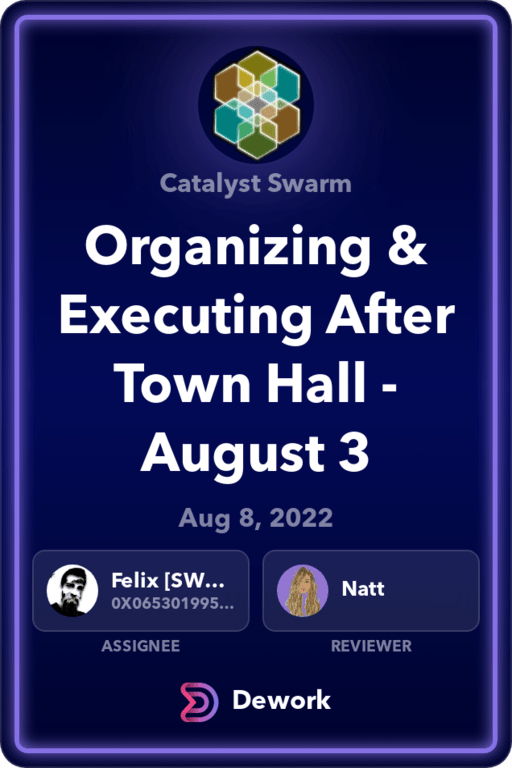 Catalyst Swarm
Organizing &
Executing After
Town Hall -
August 3
Aug 8, 2022
Felix [SW...
0X065301995...
Natt
ASSIGNEE
REVIEWER
Dework